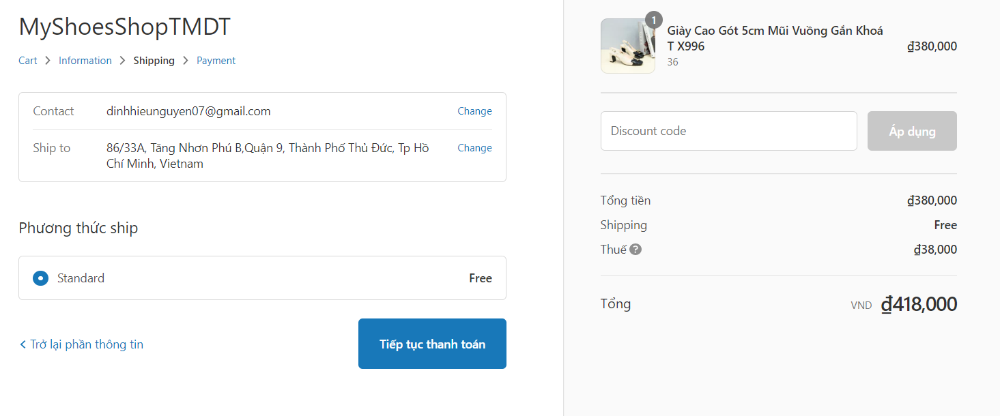 MyShoesShopTMDT
Cart > Information > Shipping > Payment
Contact dinhhieunguyen07@gmail.com Change
Ship to 86/33A, Tăng Nhơn Phú B,Quận 9, Thành Phố Thủ Đức, Tp Hồ Change
Chí Minh, Vietnam
Phương thức ship
Standard Free
< Trở lại phần thông tin
Tiếp tục thanh toán
1
Giày Cao Gót 5cm Mũi Vuông Gắn Khoá
T X996
36
₫380,000
Discount code
Áp dụng
Tổng tiền ₫380,000
Shipping Free
Thuế ? ₫38,000
Tổng VND ₫418,000